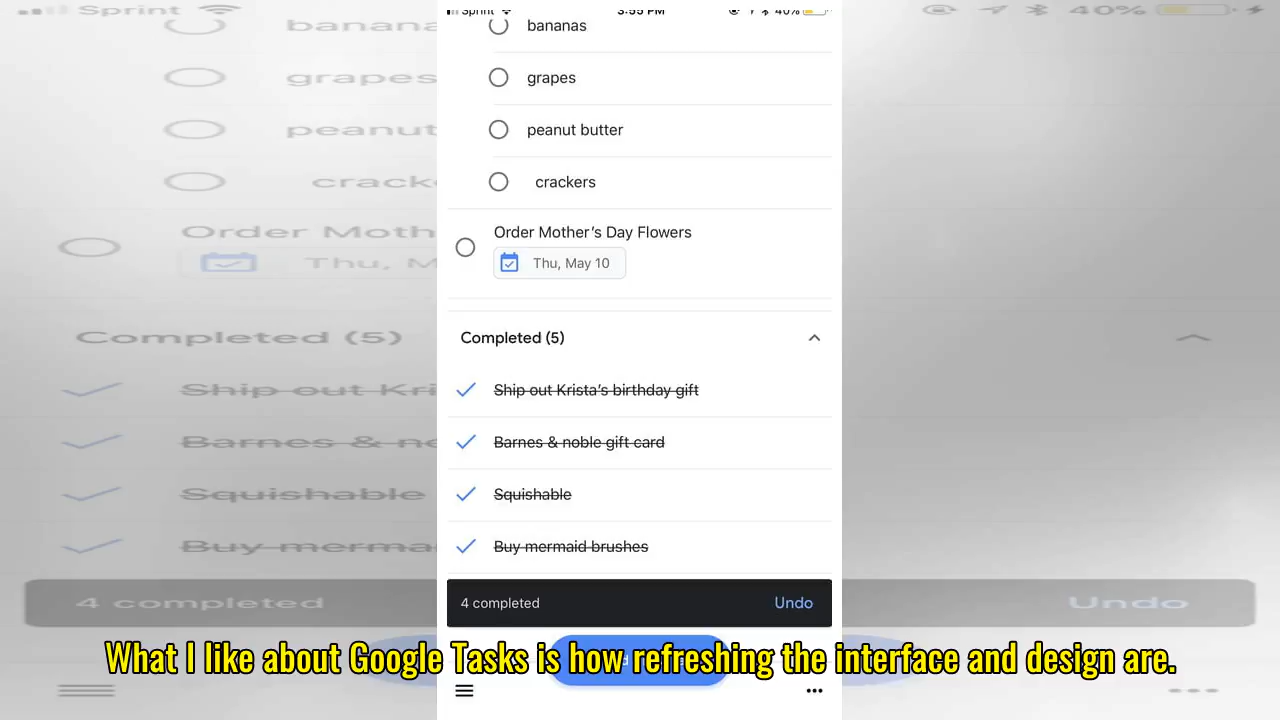 Sprint
3:55 PM
40%
bananas
grapes
peanut butter
crackers
Order Mother's Day Flowers
Thu, May 10
Completed (5)
Ship out Krista's birthday gift
Barnes & noble gift card
Squishable
Buy mermaid brushes
4 completed
Undo
What I like about Google Tasks is how refreshing the interface and design are.